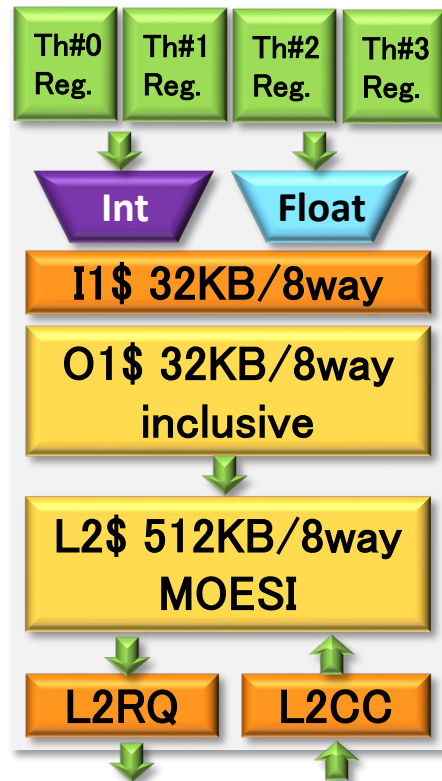 Th#0 Th#1 Th#2 Th#3
Reg. Reg. Reg. Reg.
Int Float
I1$ 32KB/8way
O1$ 32KB/8way
inclusive
L2$ 512KB/8way
MOESI
L2RQ L2CC